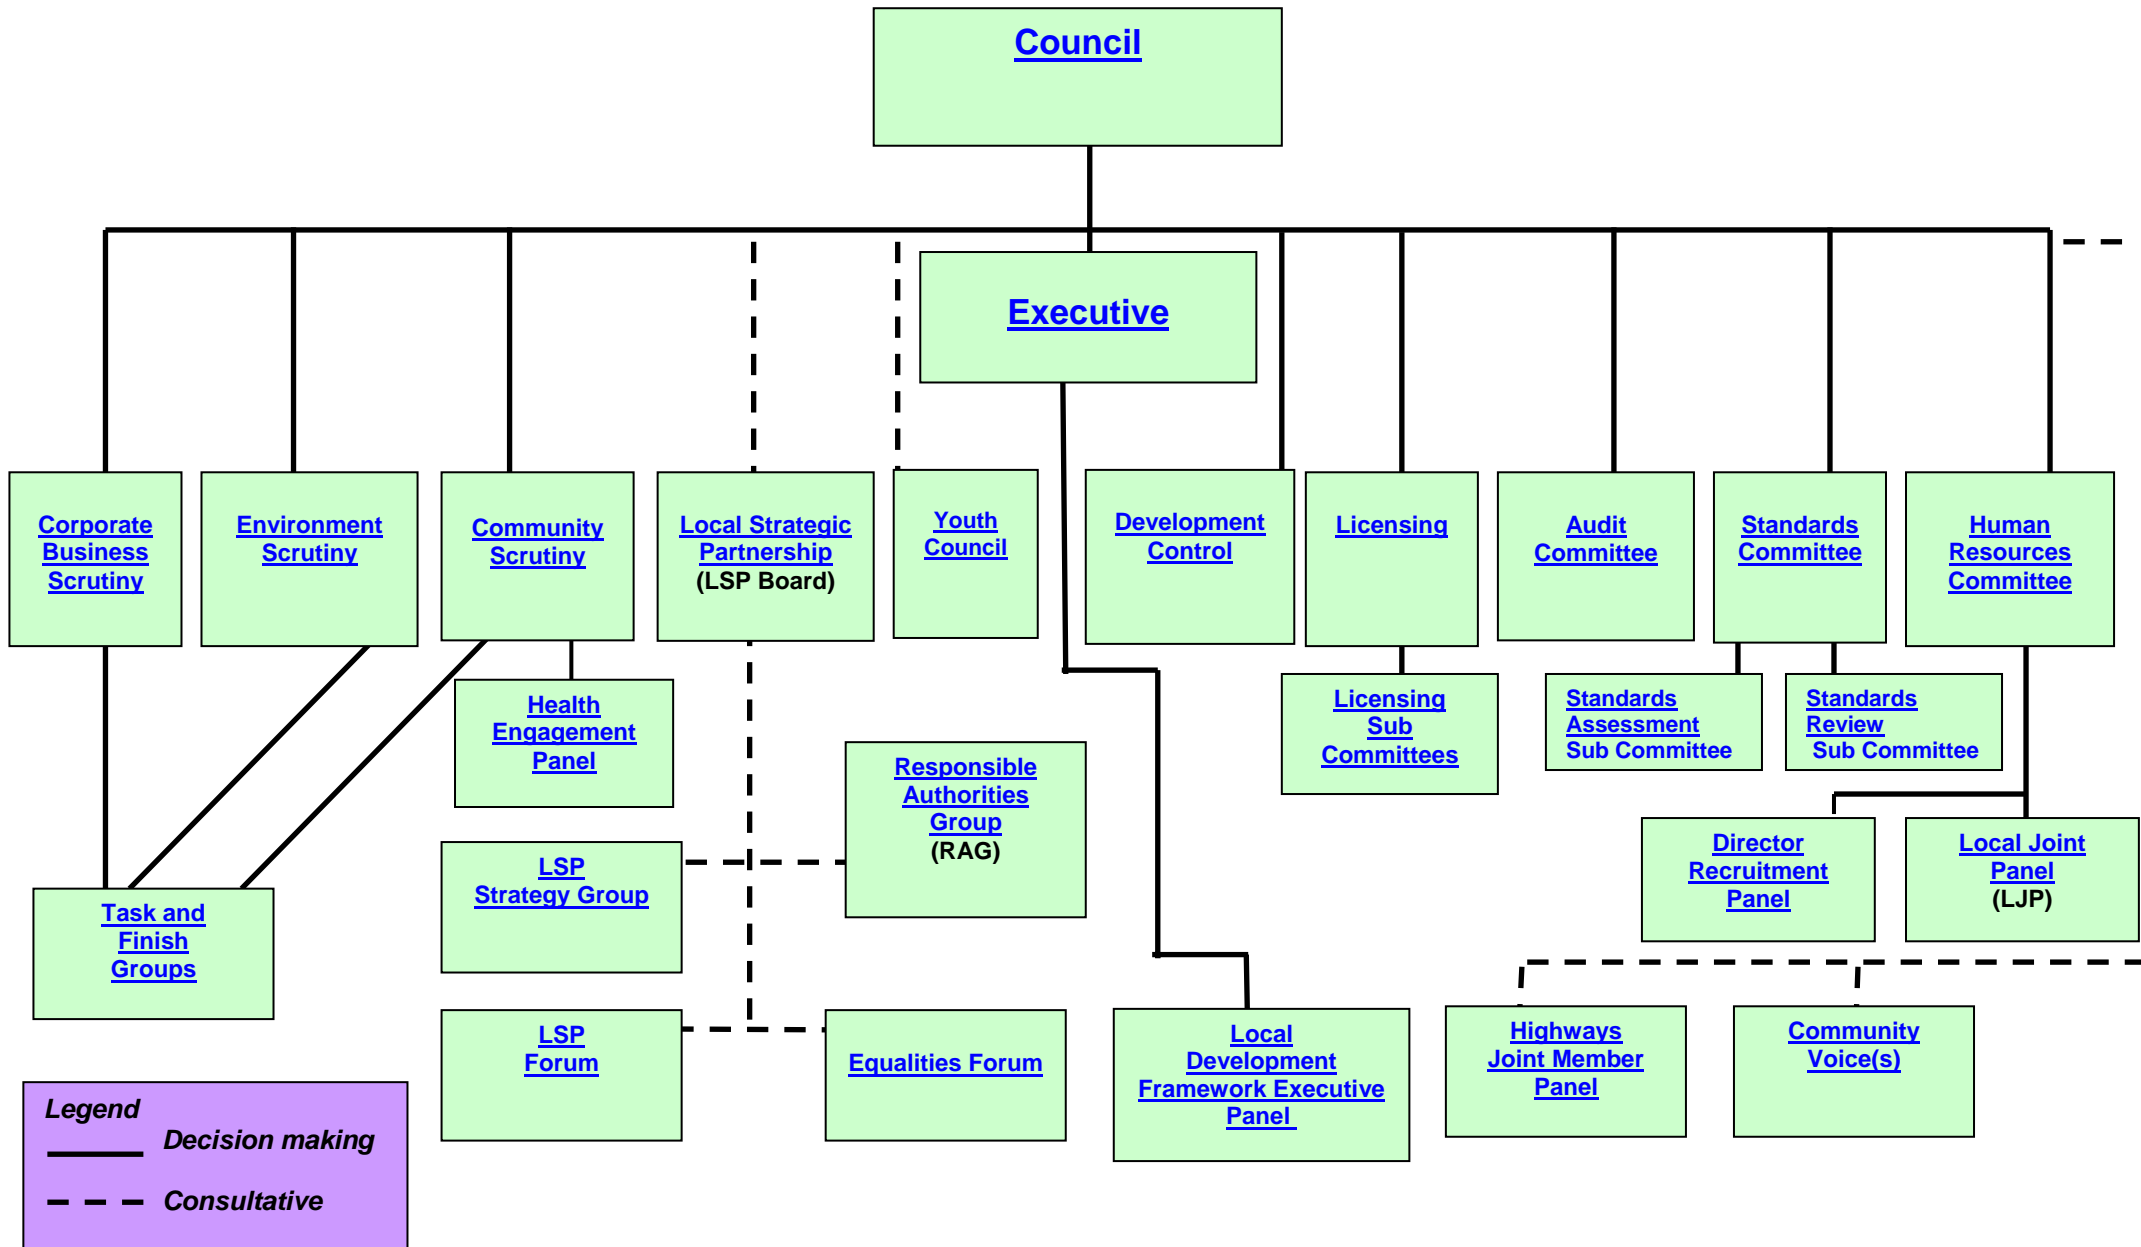 Council
Executive
Corporate
Business
Scrutiny
Environment
Scrutiny
Community
Scrutiny
Local Strategic
Partnership
(LSP Board)
Youth
Council
Development
Control
Licensing
Audit
Committee
Standards
Committee
Human
Resources
Committee
Health
Engagement
Panel
Licensing
Sub
Committees
Standards
Assessment
Sub Committee
Standards
Review
Sub Committee
Responsible
Authorities
Group
(RAG)
Director
Recruitment
Panel
Local Joint
Panel
(LJP)
LSP
Strategy Group
Task and
Finish
Groups
LSP
Forum
Equalities Forum
Local
Development
Framework Executive
Panel
Highways
Joint Member
Panel
Community
Voice(s)
Legend
Decision making
Consultative